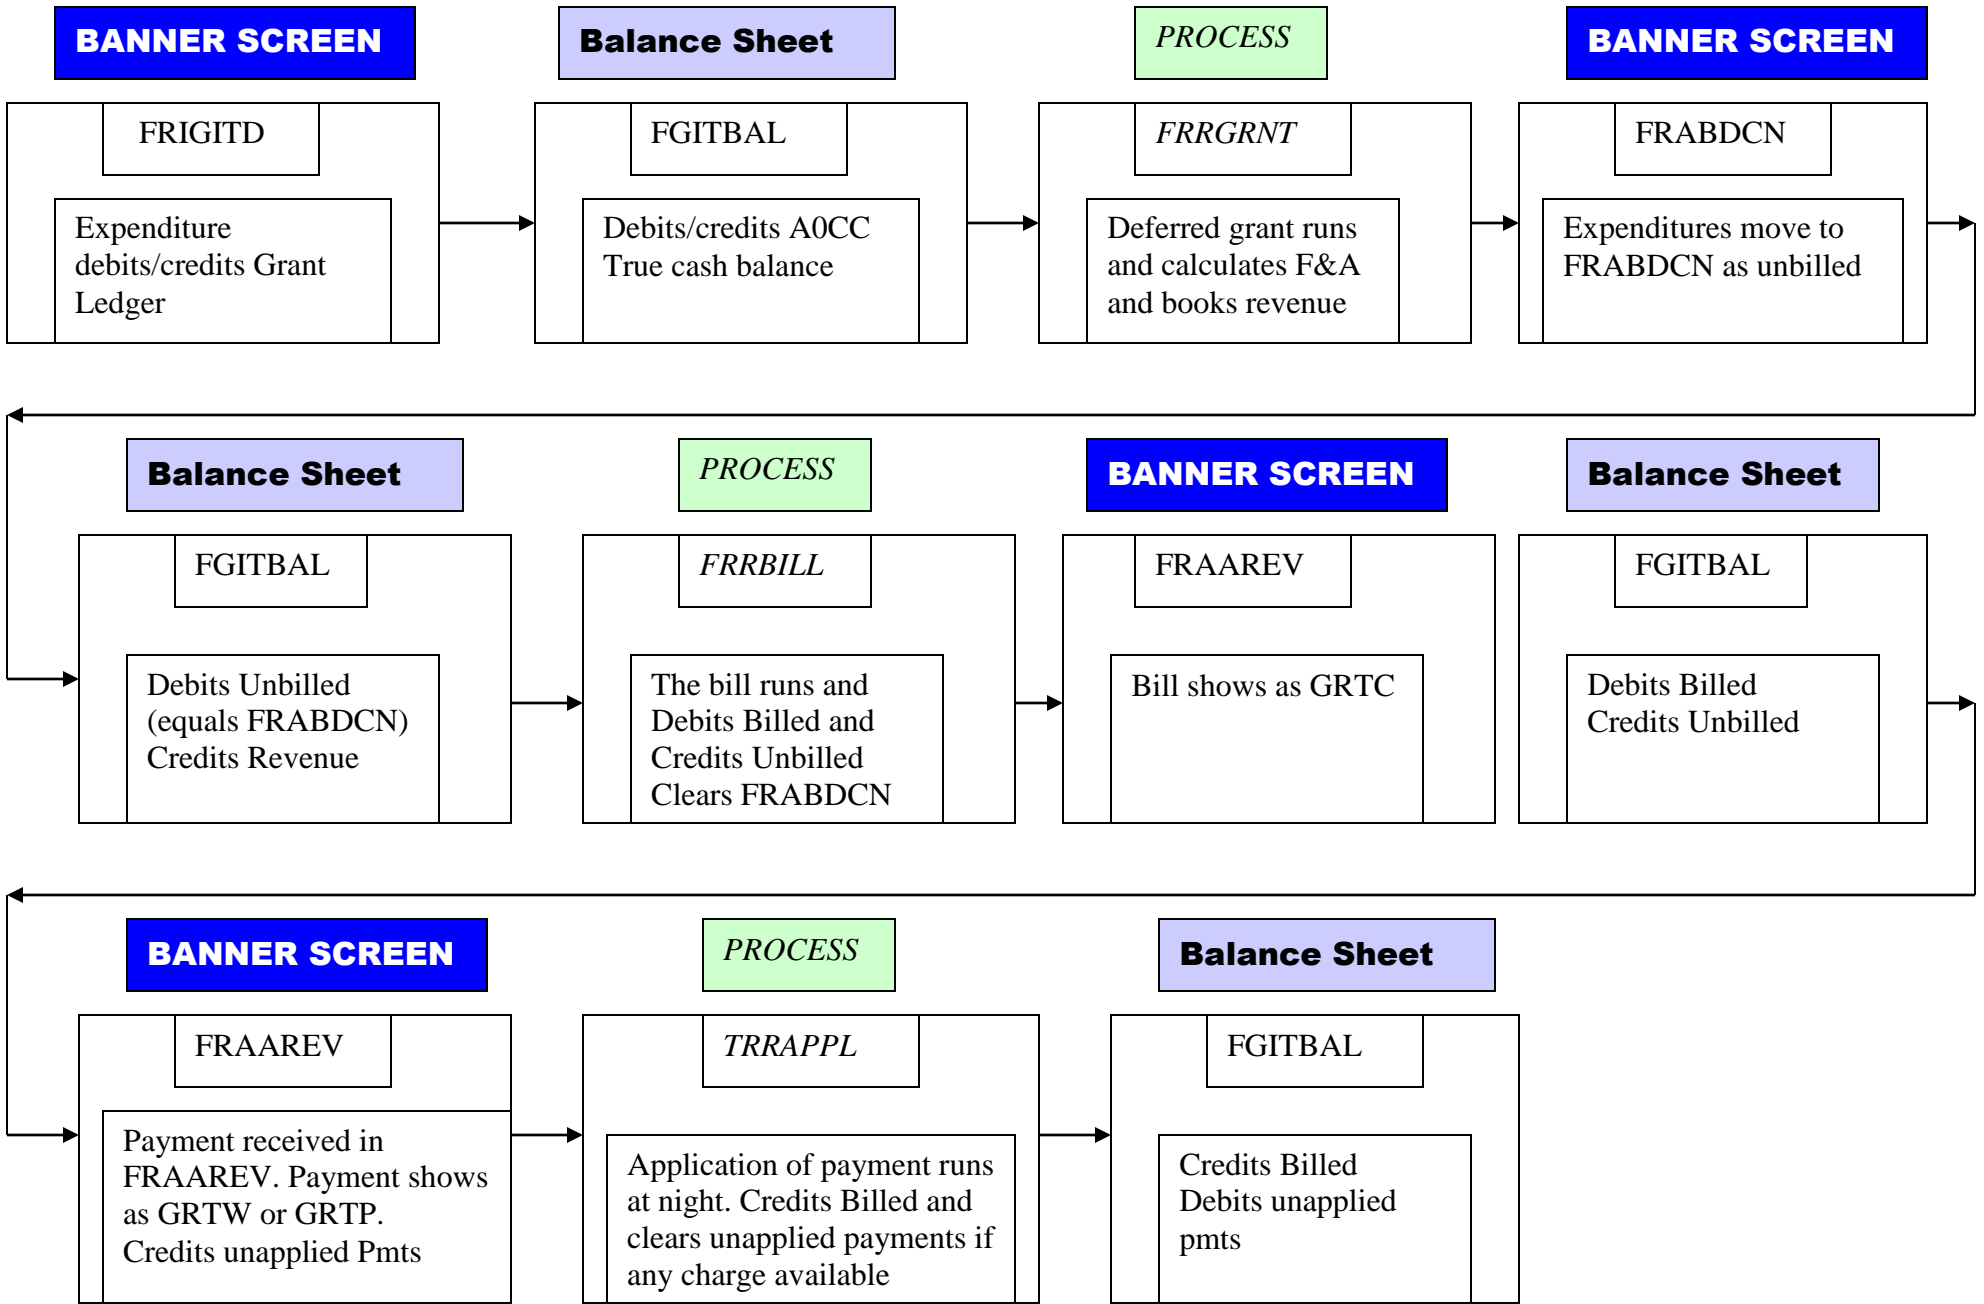 BANNER SCREEN
Balance Sheet
PROCESS
BANNER SCREEN
FRIGITD
FGITBAL
FRRGRNT
FRABDCN
Expenditure
debits/credits Grant
Ledger
Debits/credits A0CC
True cash balance
Deferred grant runs
and calculates F&A
and books revenue
Expenditures move to
FRABDCN as unbilled
Balance Sheet
PROCESS
BANNER SCREEN
Balance Sheet
FGITBAL
FRRBILL
FRAAREV
FGITBAL
Debits Unbilled
(equals FRABDCN)
Credits Revenue
The bill runs and
Debits Billed and
Credits Unbilled
Clears FRABDCN
Bill shows as GRTC
Debits Billed
Credits Unbilled
BANNER SCREEN
PROCESS
Balance Sheet
FRAAREV
TRRAPPL
FGITBAL
Payment received in
FRAAREV. Payment shows
as GRTW or GRTP.
Credits unapplied Pmts
Application of payment runs
at night. Credits Billed and
clears unapplied payments if
any charge available
Credits Billed
Debits unapplied
pmts